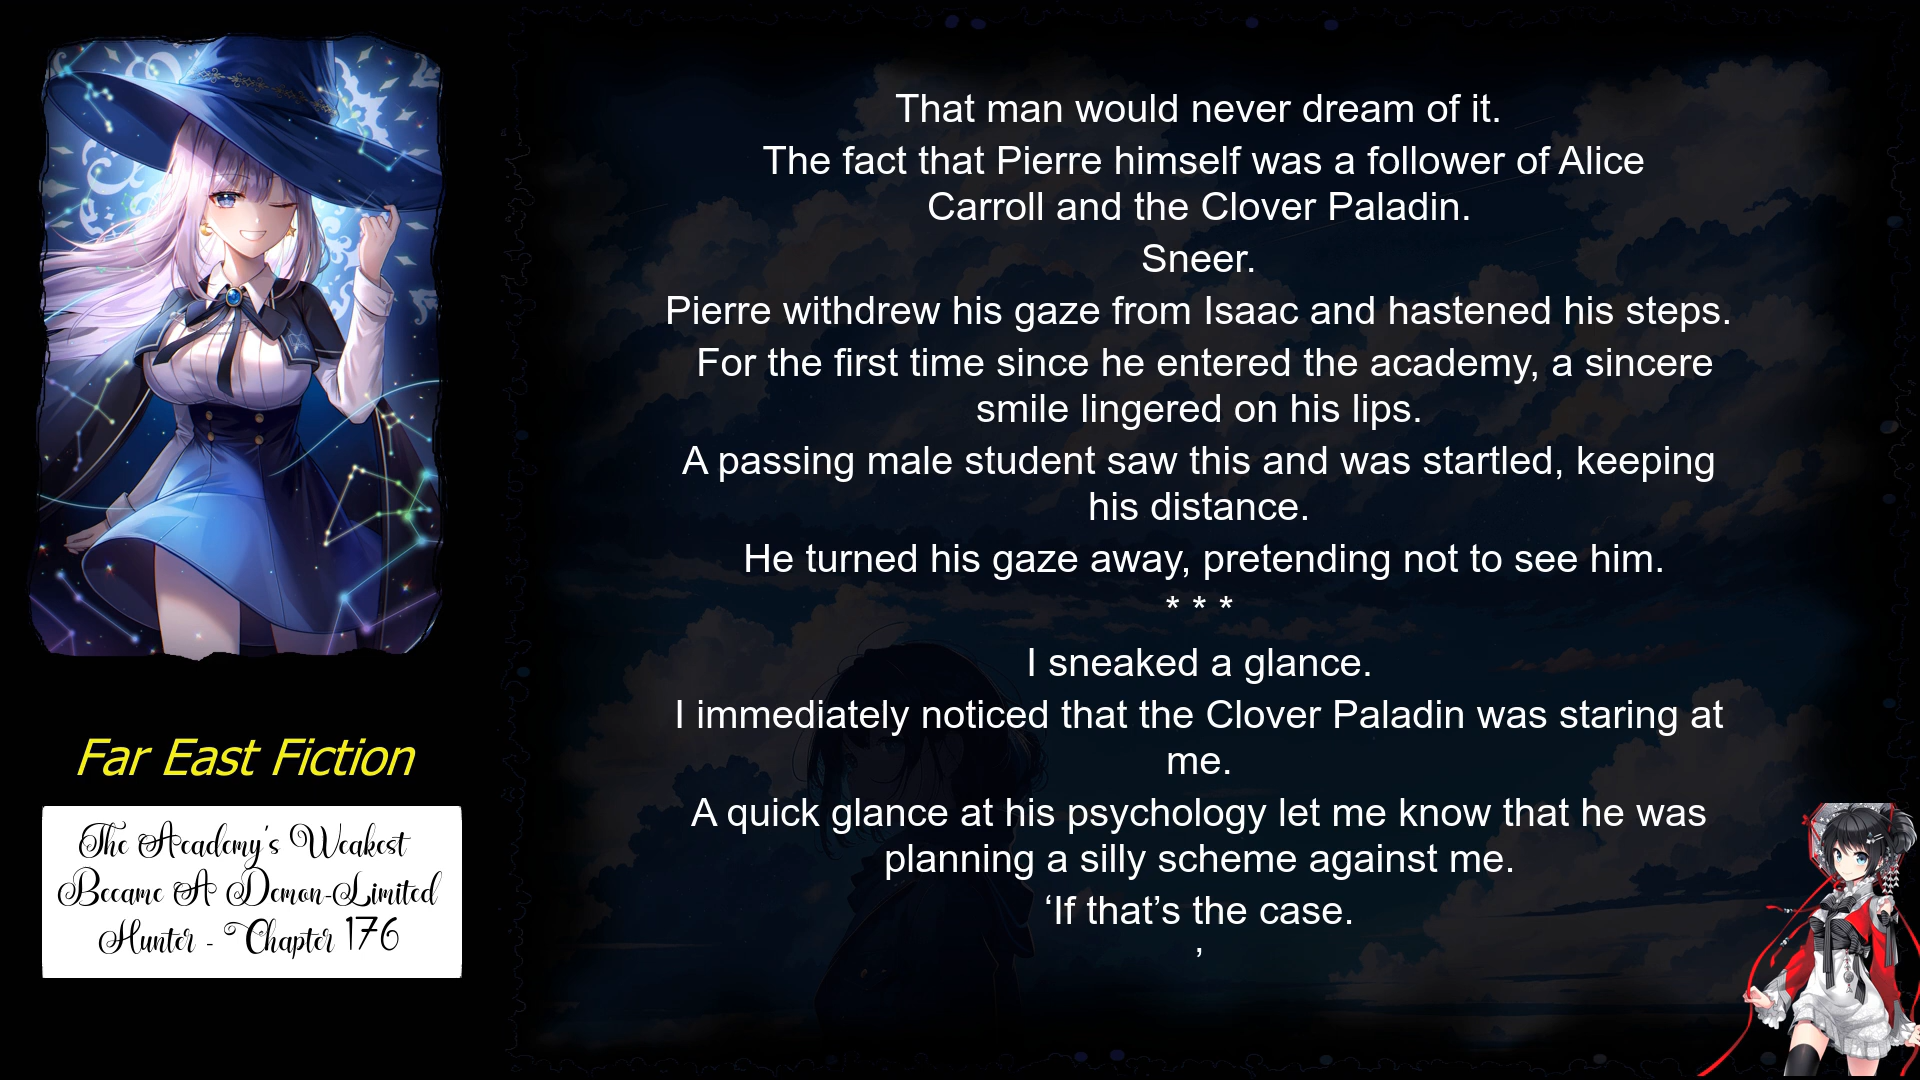 That man would never dream of it.
The fact that Pierre himself was a follower of Alice
Carroll and the Clover Paladin.
Sneer.
Pierre withdrew his gaze from Isaac and hastened his steps.
For the first time since he entered the academy, a sincere
smile lingered on his lips.
A passing male student saw this and was startled, keeping
his distance.
He turned his gaze away, pretending not to see him.
* * *
I sneaked a glance.
I immediately noticed that the Clover Paladin was staring at
me.
A quick glance at his psychology let me know that he was
planning a silly scheme against me.
‘If that’s the case.
’
Far East Fiction
The Academy's Weakest
Became A Demon-Limited
Hunter - Chapter 176